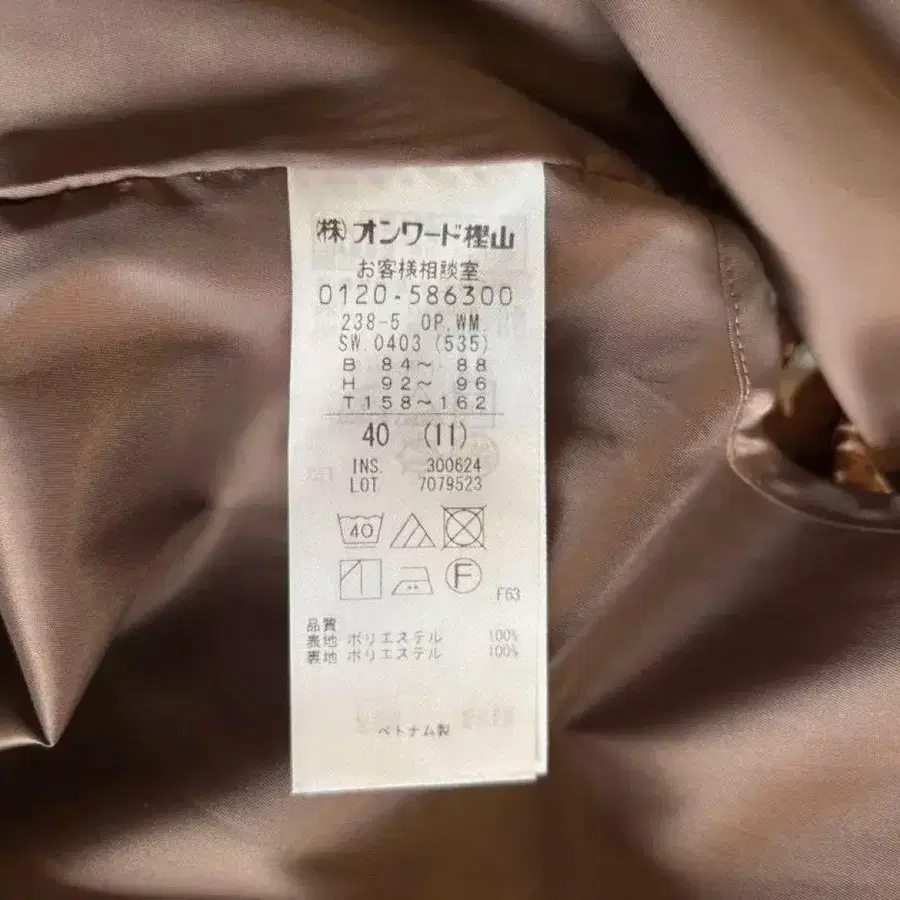 ㈱オンワード樫山
お客様相談室
0120-586300
238-5 OP.WM.
SW.0403 (535)
B 84～ 88
H 92～ 96
T158～162
40 (11)
INS. 300624
LOT 7079523
40
F
F63
品質
表地 ポリエステル 100%
裏地 ポリエステル 100%
ベトナム製